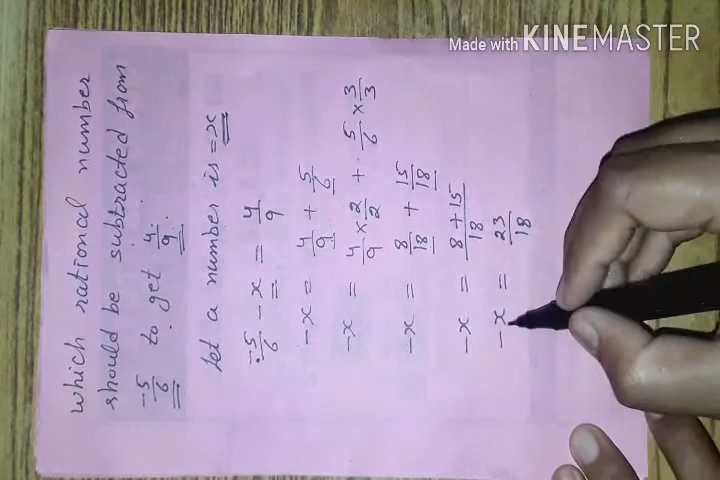 Made with KINEMASTER
which rational number
should be subtracted from
-5/6 to get 4/9.
let a number is = x
-5/6 - x = 4/9
-x = 4/9 + 5/6
-x = 4/9 × 2/2 + 5/6 × 3/3
-x = 8/18 + 15/18
-x = 8+15/18
-x = 23/18